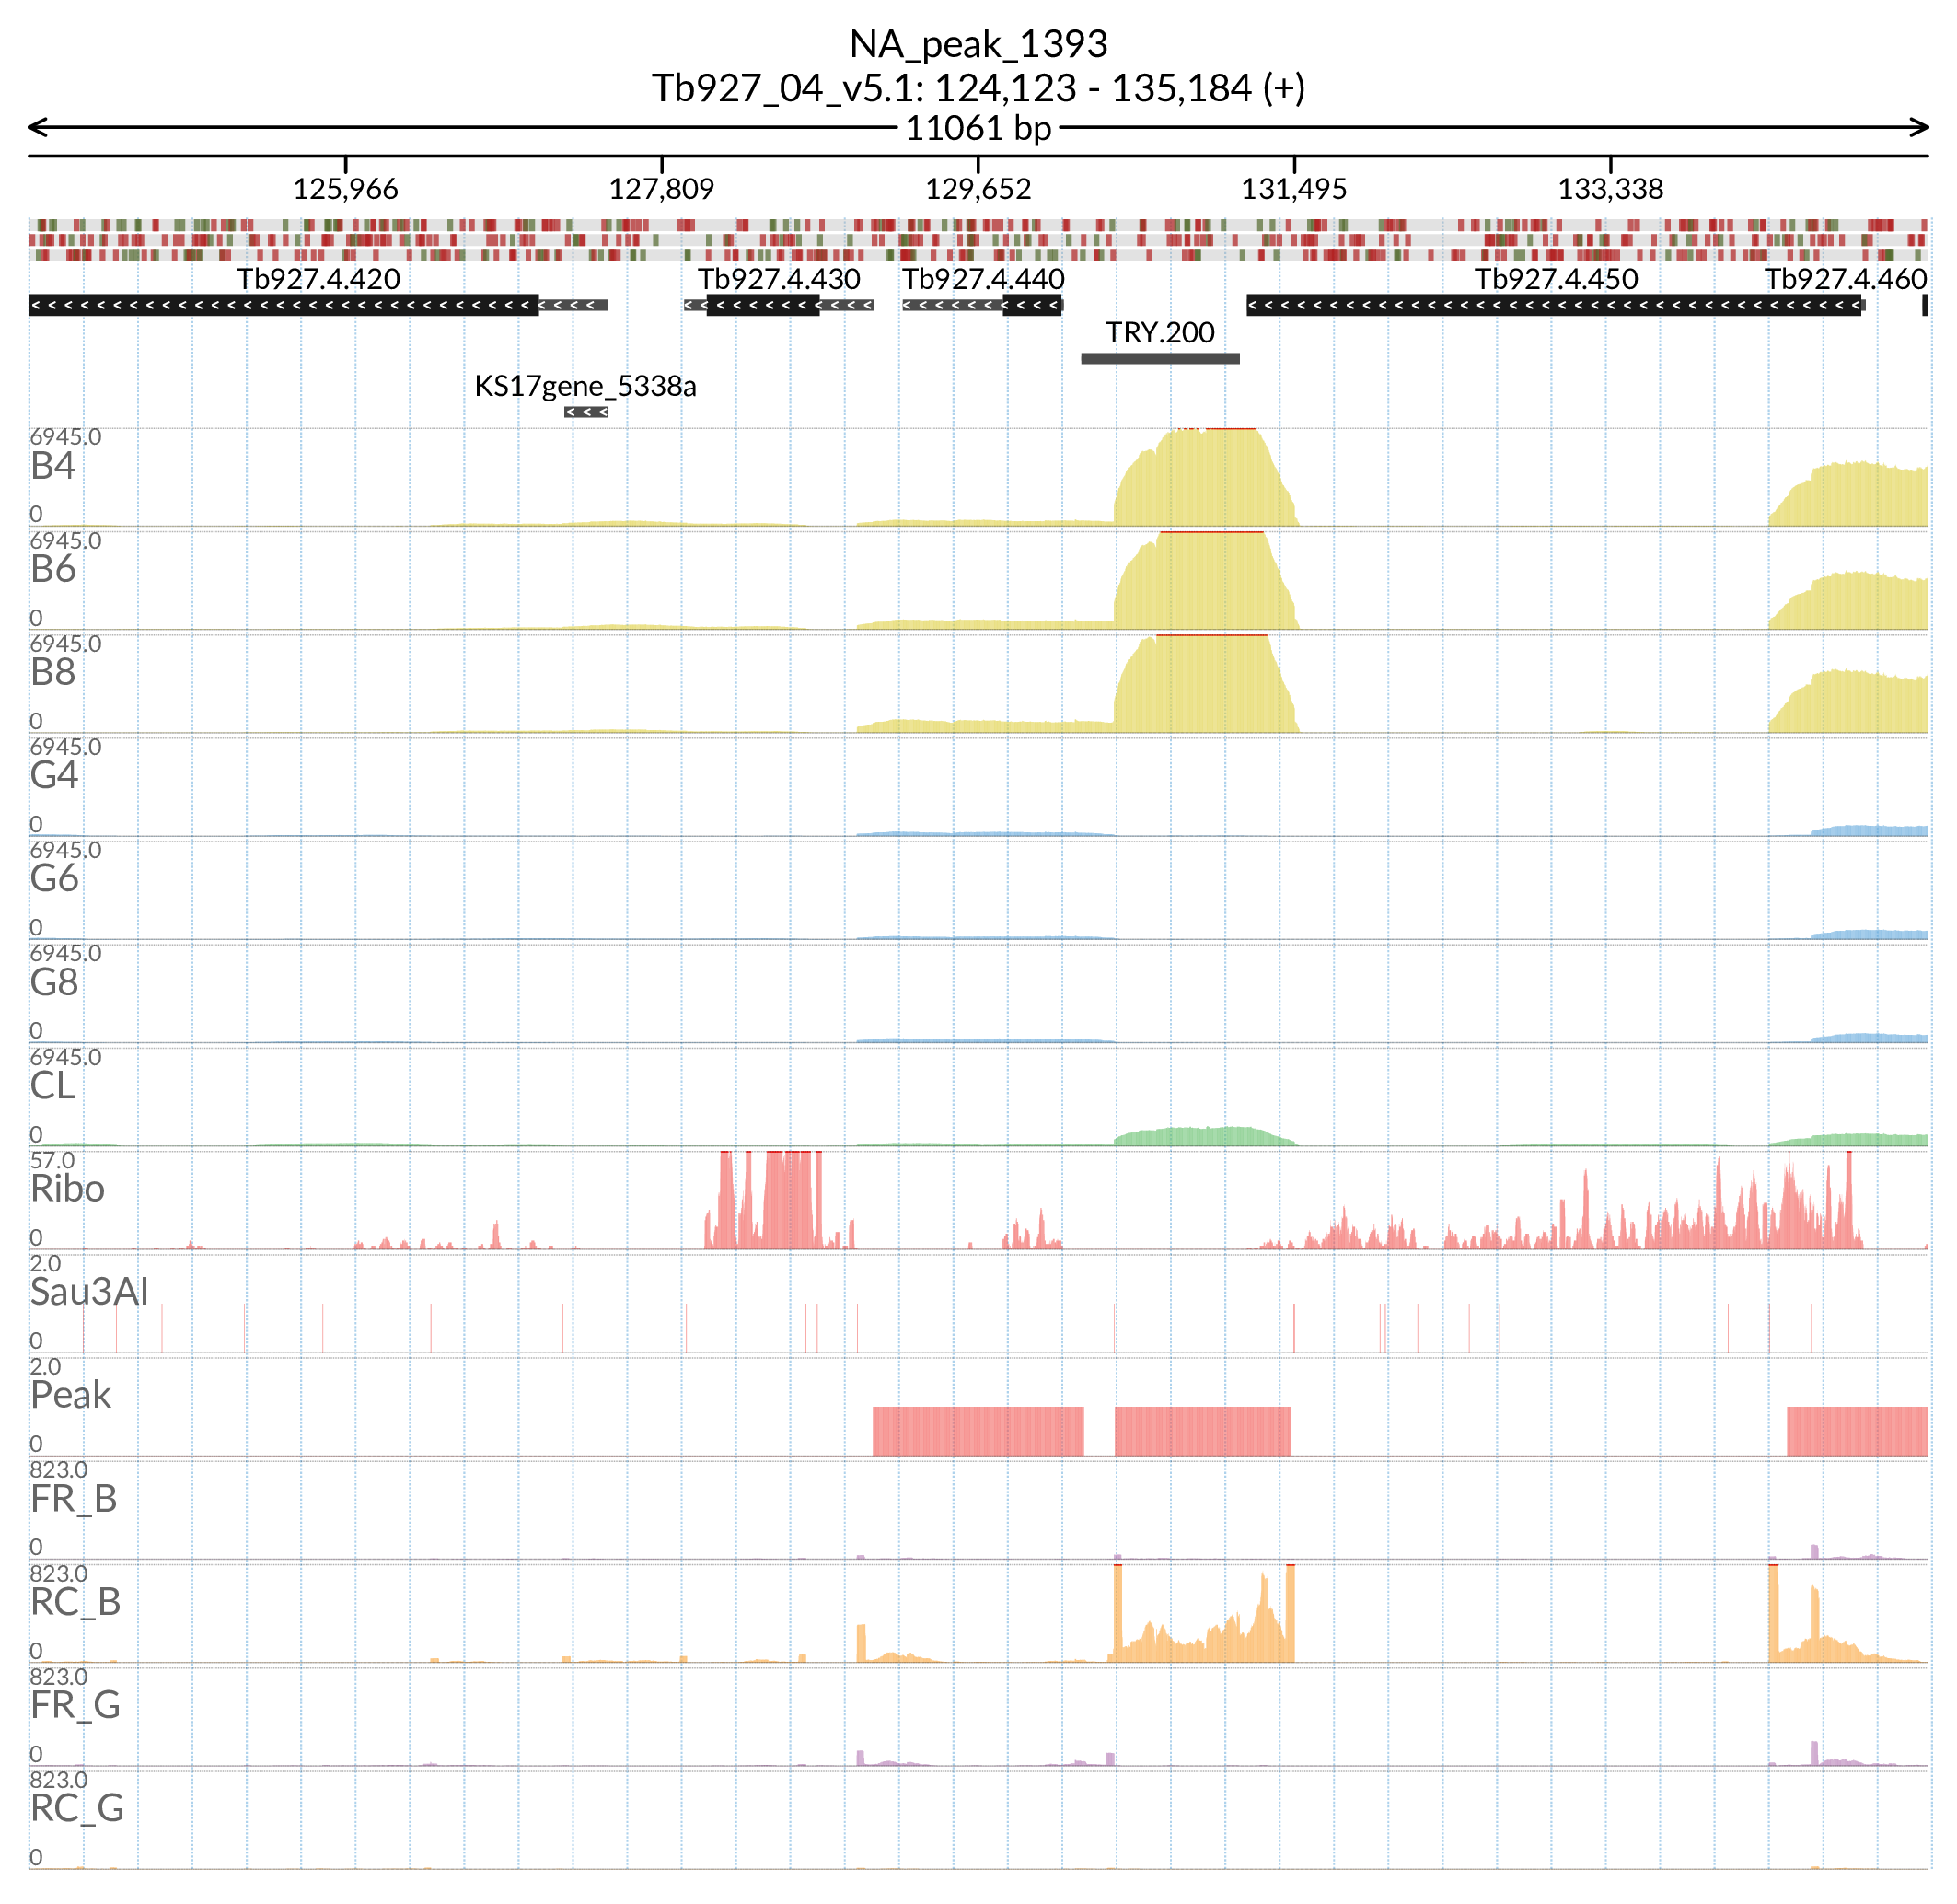 NA_peak_1393
Tb927_04_v5.1: 124,123 - 135,184 (+)
11061 bp
125,966 127,809 129,652 131,495 133,338
Tb927.4.420 Tb927.4.430 Tb927.4.440 Tb927.4.450 Tb927.4.460
TRY.200
KS17gene_5338a
6945.0
B4
0
6945.0
B6
0
6945.0
B8
0
6945.0
G4
0
6945.0
G6
0
6945.0
G8
0
6945.0
CL
0
57.0
Ribo
0
2.0
Sau3AI
0
2.0
Peak
0
823.0
FR_B
0
823.0
RC_B
0
823.0
FR_G
0
823.0
RC_G
0